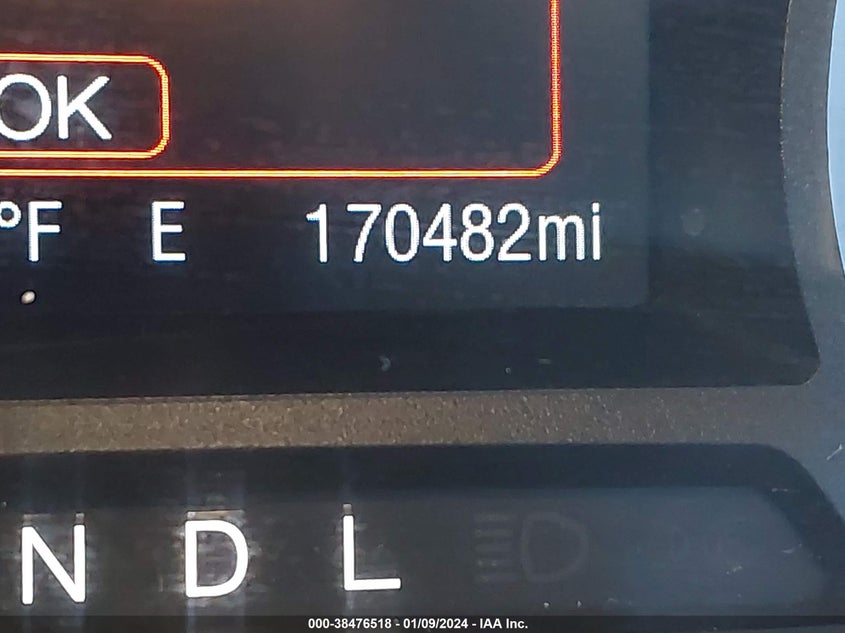 OK
°F E 170482mi
N D L
000-38476518 - 01/09/2024 - IAA Inc.